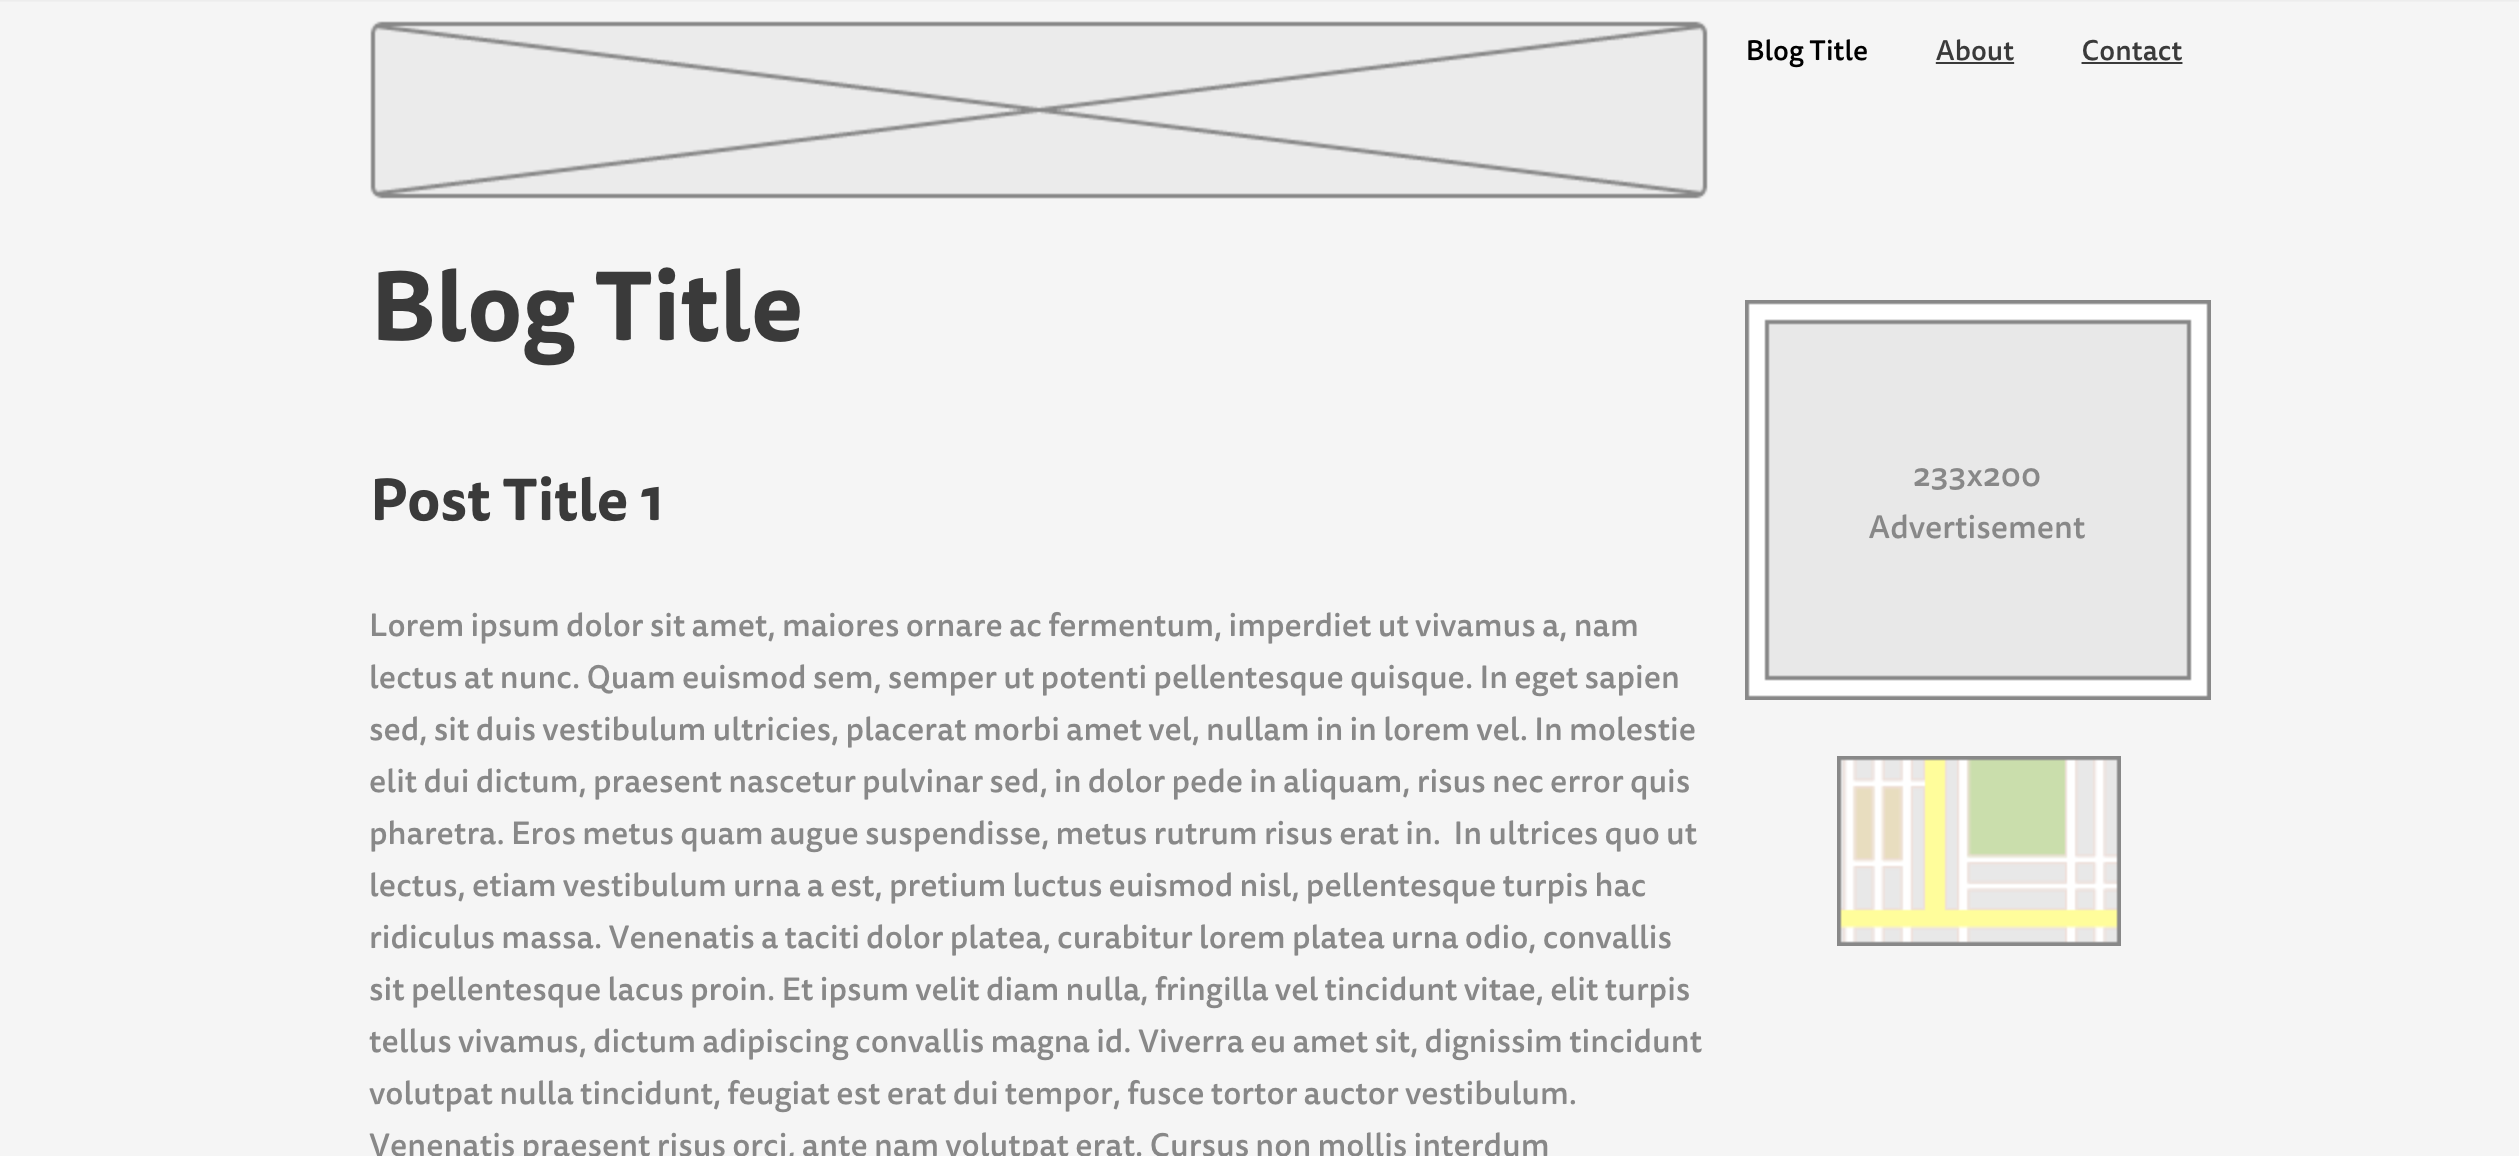 Blog Title About Contact
Blog Title
Post Title 1
233x200
Advertisement
Lorem ipsum dolor sit amet, maiores ornare ac fermentum, imperdiet ut vivamus a, nam
lectus at nunc. Quam euismod sem, semper ut potenti pellentesque quisque. In eget sapien
sed, sit duis vestibulum ultricies, placerat morbi amet vel, nullam in in lorem vel. In molestie
elit dui dictum, praesent nascetur pulvinar sed, in dolor pede in aliquam, risus nec error quis
pharetra. Eros metus quam augue suspendisse, metus rutrum risus erat in.  In ultrices quo ut
lectus, etiam vestibulum urna a est, pretium luctus euismod nisl, pellentesque turpis hac
ridiculus massa. Venenatis a taciti dolor platea, curabitur lorem platea urna odio, convallis
sit pellentesque lacus proin. Et ipsum velit diam nulla, fringilla vel tincidunt vitae, elit turpis
tellus vivamus, dictum adipiscing convallis magna id. Viverra eu amet sit, dignissim tincidunt
volutpat nulla tincidunt, feugiat est erat dui tempor, fusce tortor auctor vestibulum.
Venenatis praesent risus orci, ante nam volutpat erat. Cursus non mollis interdum